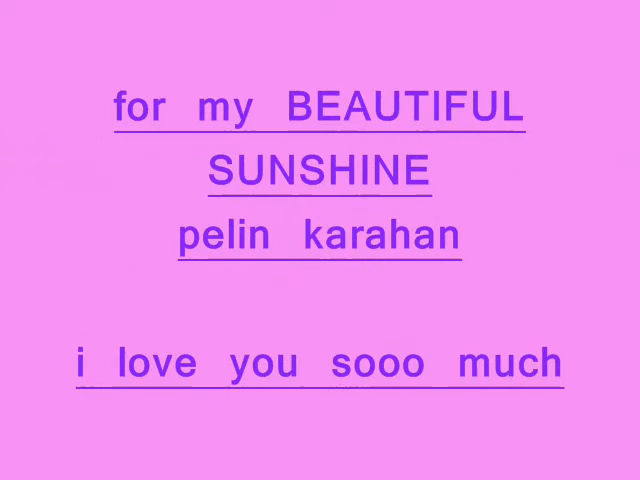 for my BEAUTIFUL
SUNSHINE
pelin karahan
i love you sooo much